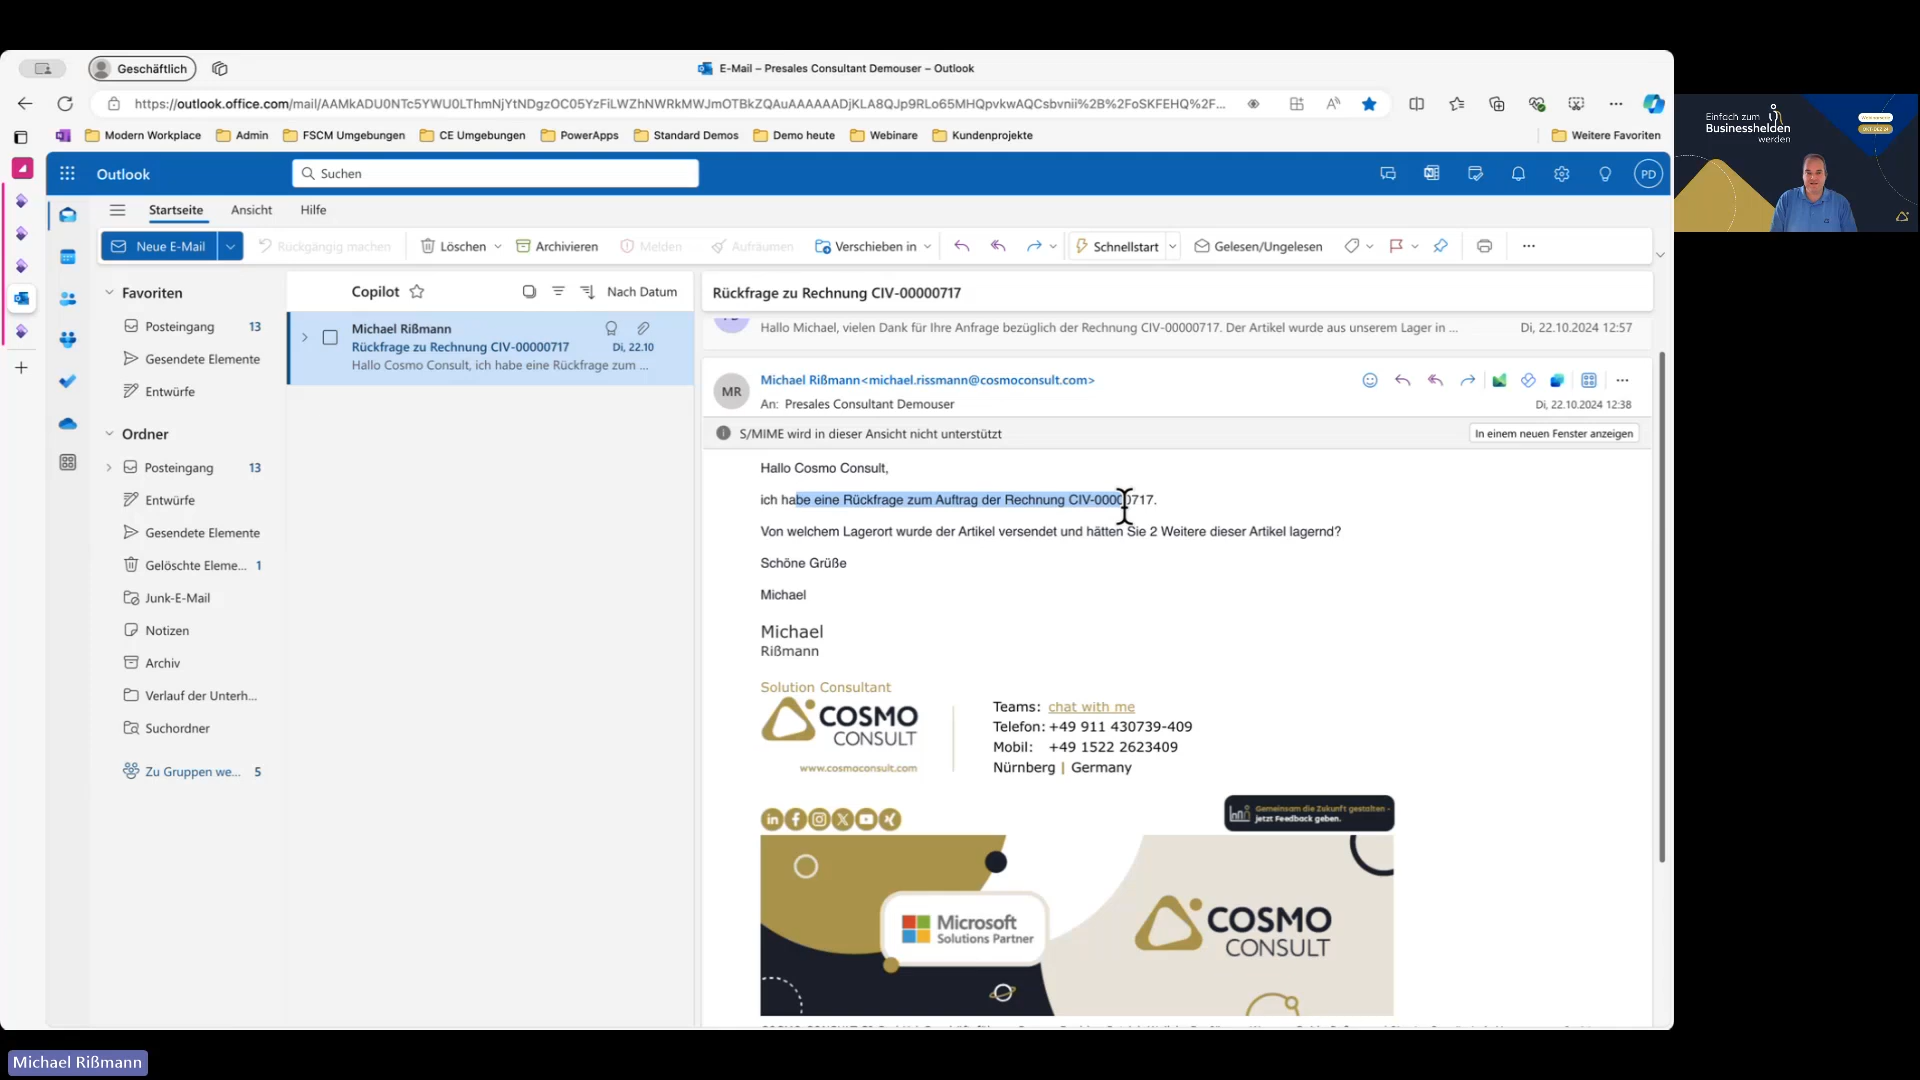 Geschäftlich
E-Mail – Presales Consultant Demouser – Outlook
https://outlook.office.com/mail/AAMkADU0NTc5YWU0LThmNjYtNDgzOC05YzFiLWZhNWRkMWJmOTBkZQAuAAAAAADjKLA8QJp9RLo65MHQpvkwAQCsbvnii%2B%2FoSKFEHQ%2F...
Modern Workplace Admin FSCM Umgebungen CE Umgebungen PowerApps Standard Demos Demo heute Webinare Kundenprojekte Weitere Favoriten
Outlook
Suchen
PD
Startseite Ansicht Hilfe
Neue E-Mail Rückgängig machen Löschen Archivieren Melden Aufräumen Verschieben in Schnellstart Gelesen/Ungelesen
Favoriten
Posteingang 13
Gesendete Elemente
Entwürfe
Ordner
Posteingang 13
Entwürfe
Gesendete Elemente
Gelöschte Eleme... 1
Junk-E-Mail
Notizen
Archiv
Verlauf der Unterh...
Suchordner
Zu Gruppen we... 5
Copilot
Nach Datum
Michael Rißmann
Rückfrage zu Rechnung CIV-00000717 Di, 22.10
Hallo Cosmo Consult, ich habe eine Rückfrage zum ...
Rückfrage zu Rechnung CIV-00000717
Hallo Michael, vielen Dank für Ihre Anfrage bezüglich der Rechnung CIV-00000717. Der Artikel wurde aus unserem Lager in ... Di, 22.10.2024 12:57
MR
Michael Rißmann<michael.rissmann@cosmoconsult.com>
An: Presales Consultant Demouser
Di, 22.10.2024 12:38
S/MIME wird in dieser Ansicht nicht unterstützt
In einem neuen Fenster anzeigen
Hallo Cosmo Consult,
ich habe eine Rückfrage zum Auftrag der Rechnung CIV-00000717.
Von welchem Lagerort wurde der Artikel versendet und hätten Sie 2 Weitere dieser Artikel lagernd?
Schöne Grüße
Michael
Michael
Rißmann
Solution Consultant
COSMO
CONSULT
www.cosmoconsult.com
Teams: chat with me
Telefon: +49 911 430739-409
Mobil: +49 1522 2623409
Nürnberg | Germany
Gemeinsam die Zukunft gestalten -
jetzt Feedback geben.
Microsoft
Solutions Partner
COSMO
CONSULT
Einfach zum
Businesshelden
werden
OKT-DEZ 24
Michael Rißmann